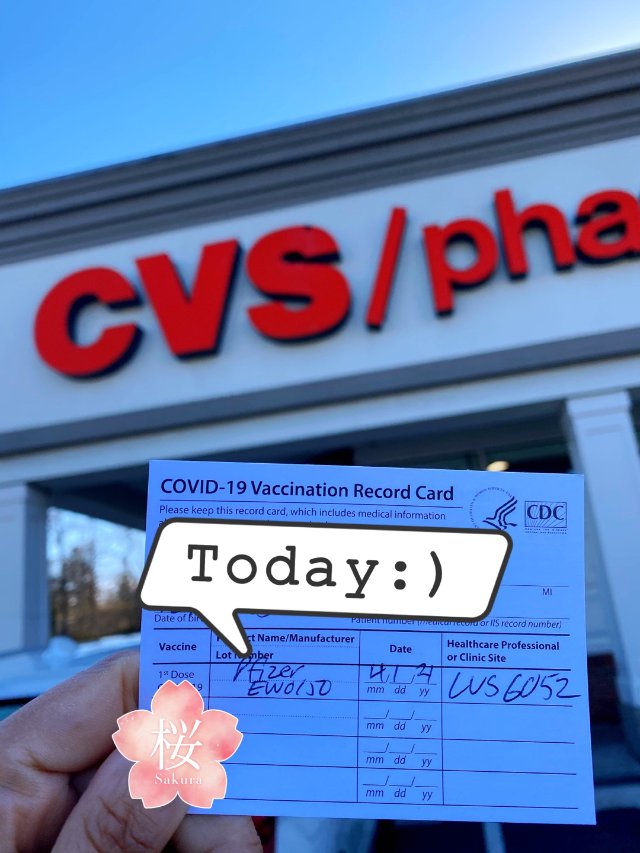 CVS/pha
COVID-19 Vaccination Record Card
Please keep this record card, which includes medical information
CDC
Today:)
MI
Date of Patient number (medical record or IIS record number)
Vaccine
Product Name/Manufacturer
Lot Number
Date
Healthcare Professional
or Clinic Site
1st Dose
Pfizer
EW0150
4/1/21
mm dd yy
CVS 6052
mm dd yy
mm dd yy
mm dd yy
桜
Sakura